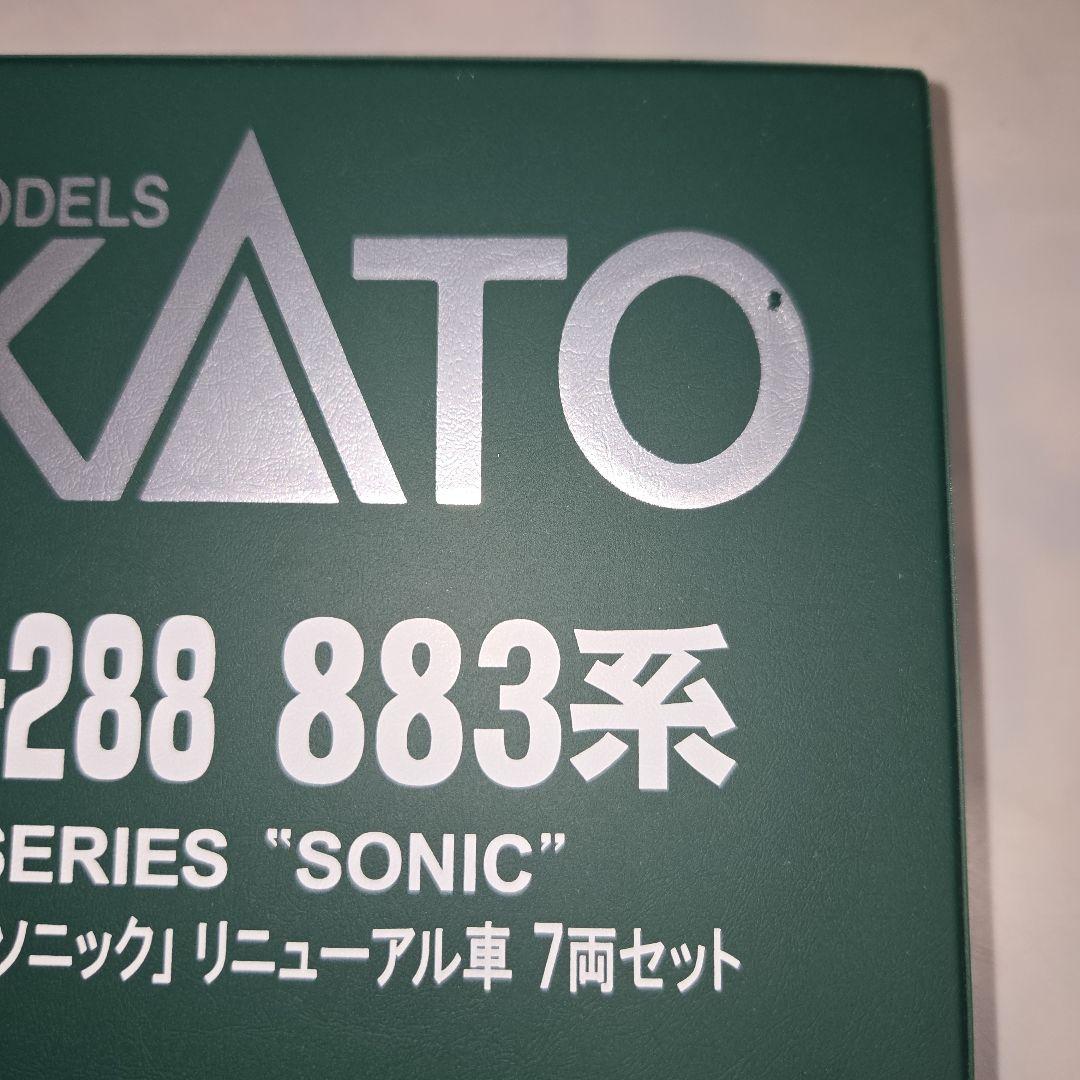 ODELS
KATO
-288 883系
SERIES “SONIC”
ソニック」リニューアル車 7両セット